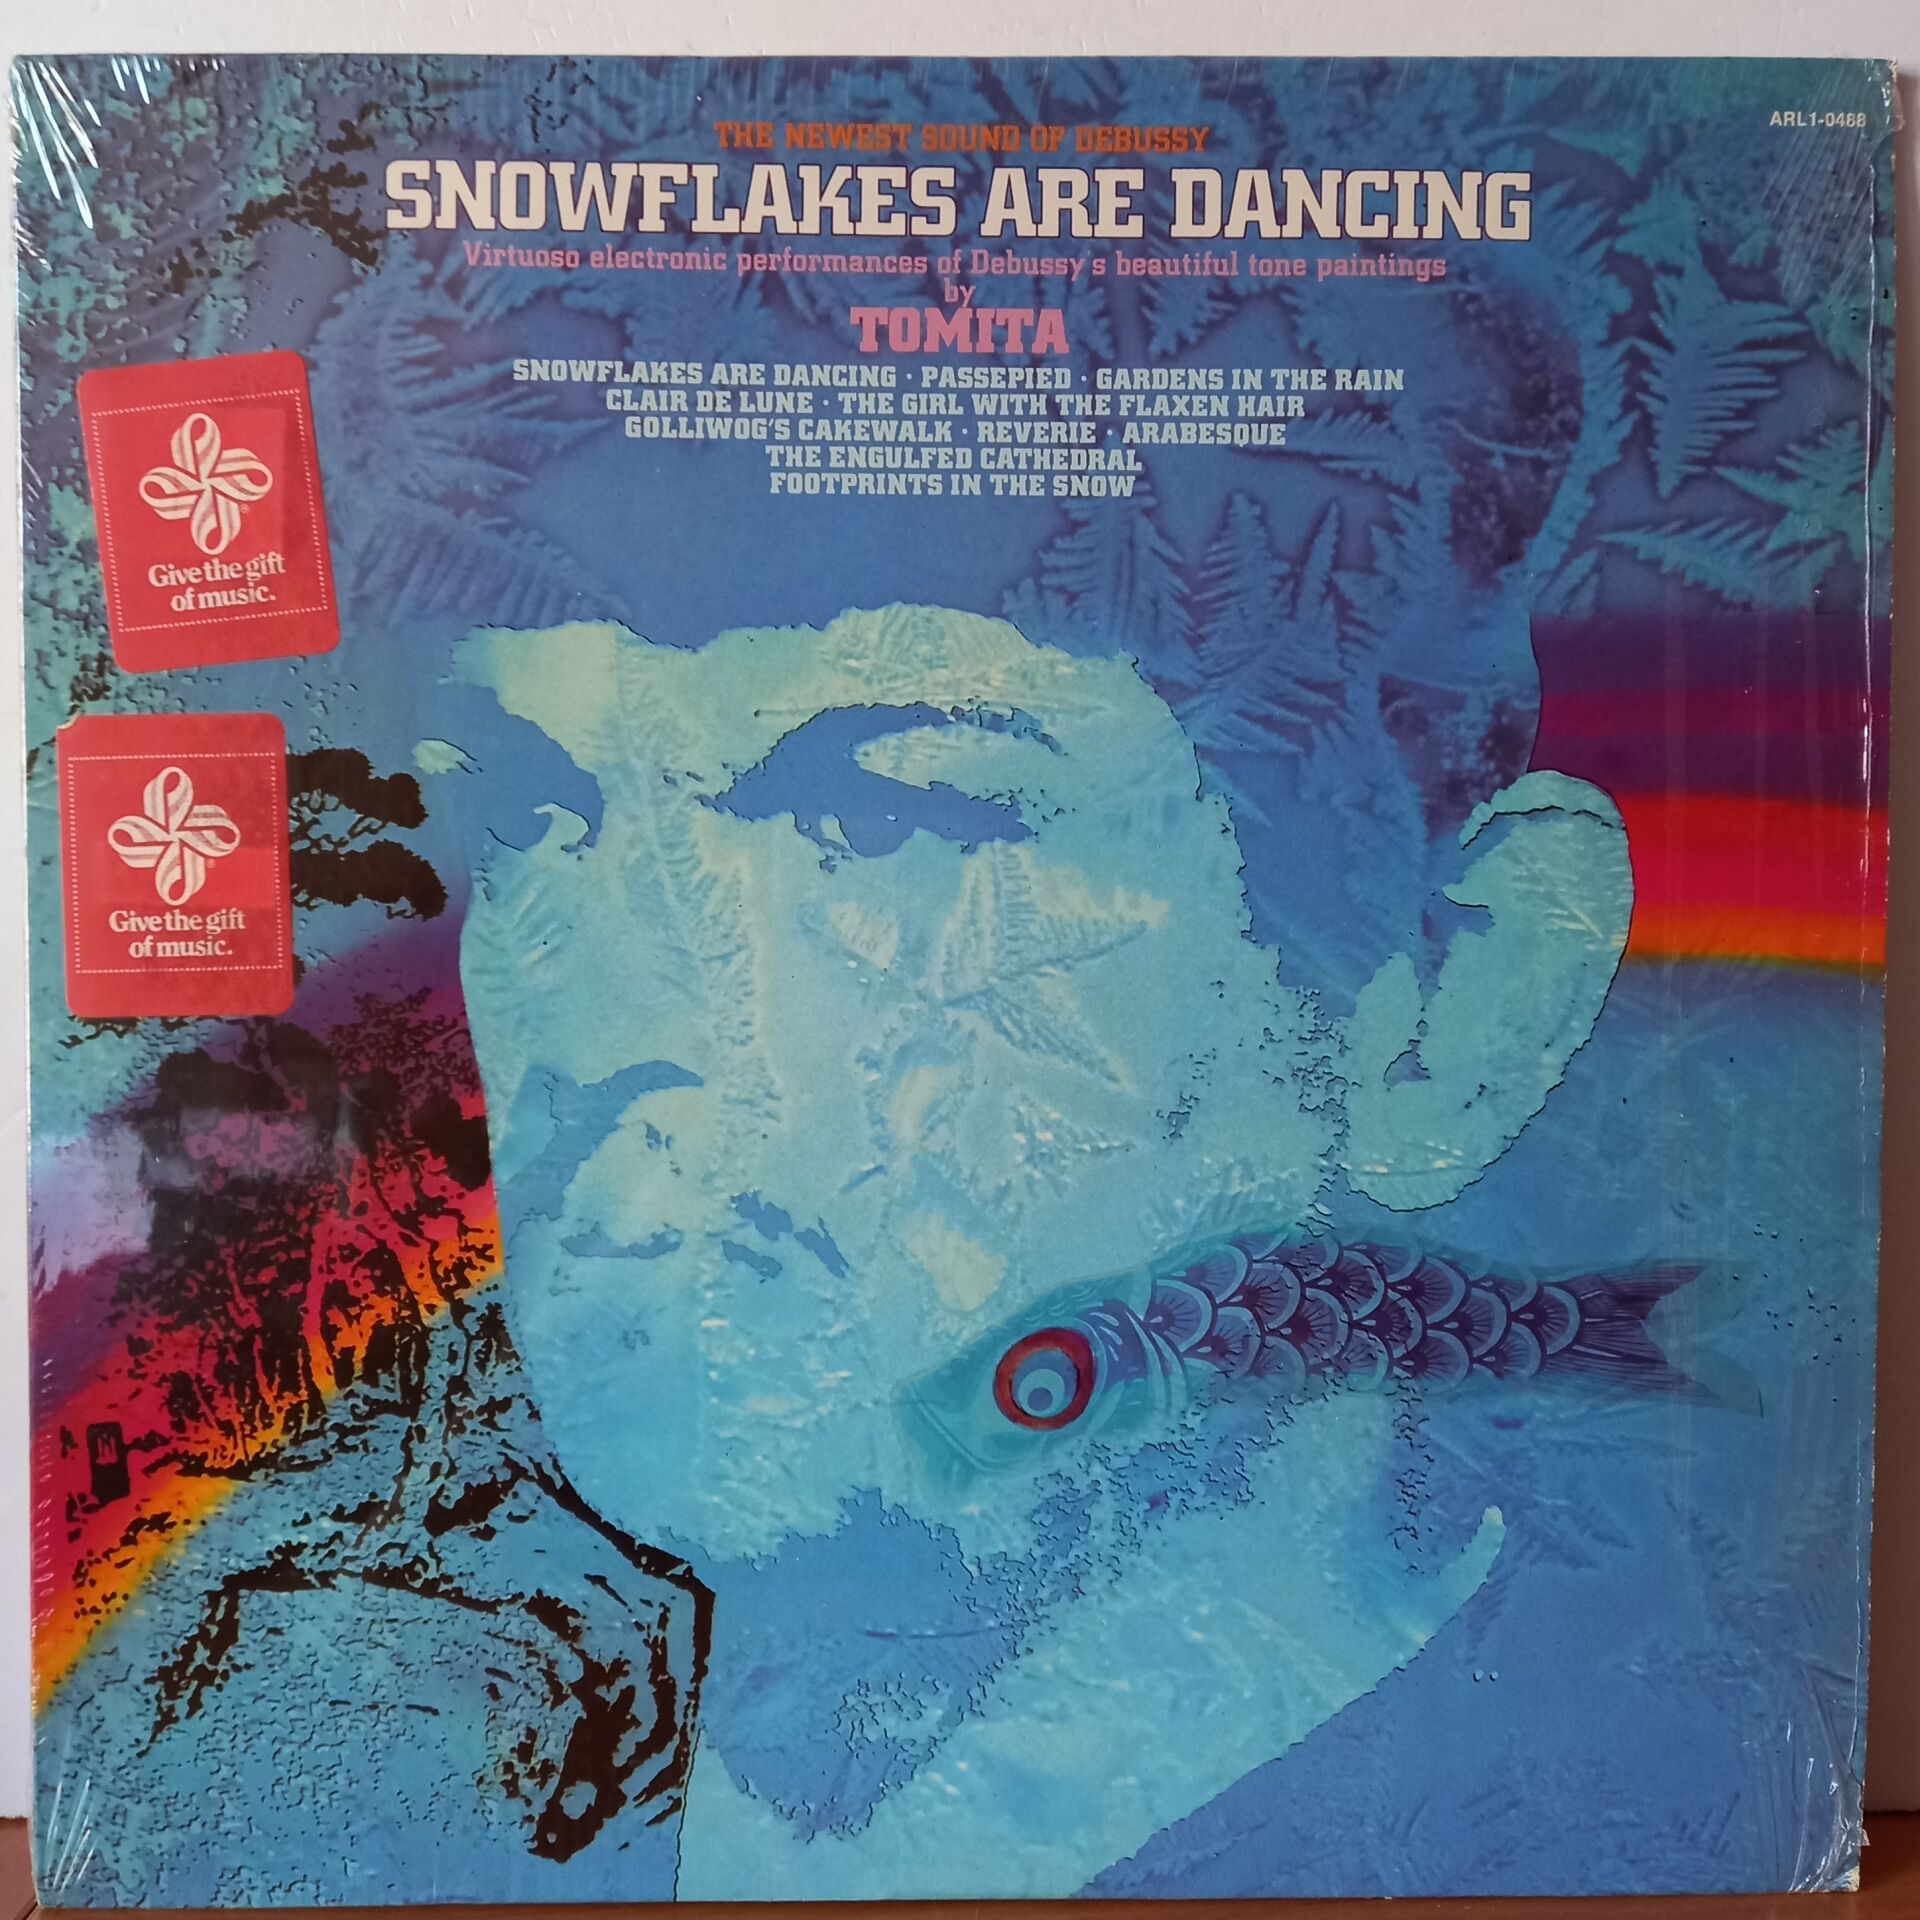 ARL1-0488
THE NEWEST SOUND OF DEBUSSY
SNOWFLAKES ARE DANCING
Virtuoso electronic performances of Debussy's beautiful tone paintings
by
TOMITA
SNOWFLAKES ARE DANCING · PASSEPIED · GARDENS IN THE RAIN
CLAIR DE LUNE · THE GIRL WITH THE FLAXEN HAIR
GOLLIWOG'S CAKEWALK · REVERIE · ARABESQUE
THE ENGULFED CATHEDRAL
FOOTPRINTS IN THE SNOW
Give the gift
of music.
Give the gift
of music.